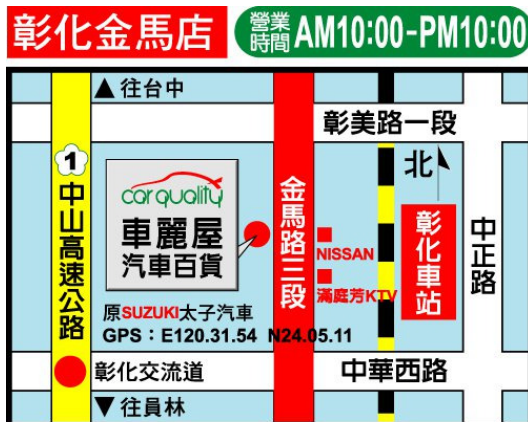 彰化金馬店
營業時間 AM10:00-PM10:00
▲往台中
彰美路一段
1
中山高速公路
car quality
車麗屋
汽車百貨
金馬路三段
北
NISSAN
滿庭芳KTV
彰化車站
中正路
原SUZUKI太子汽車
GPS：E120.31.54 N24.05.11
彰化交流道
中華西路
▼往員林